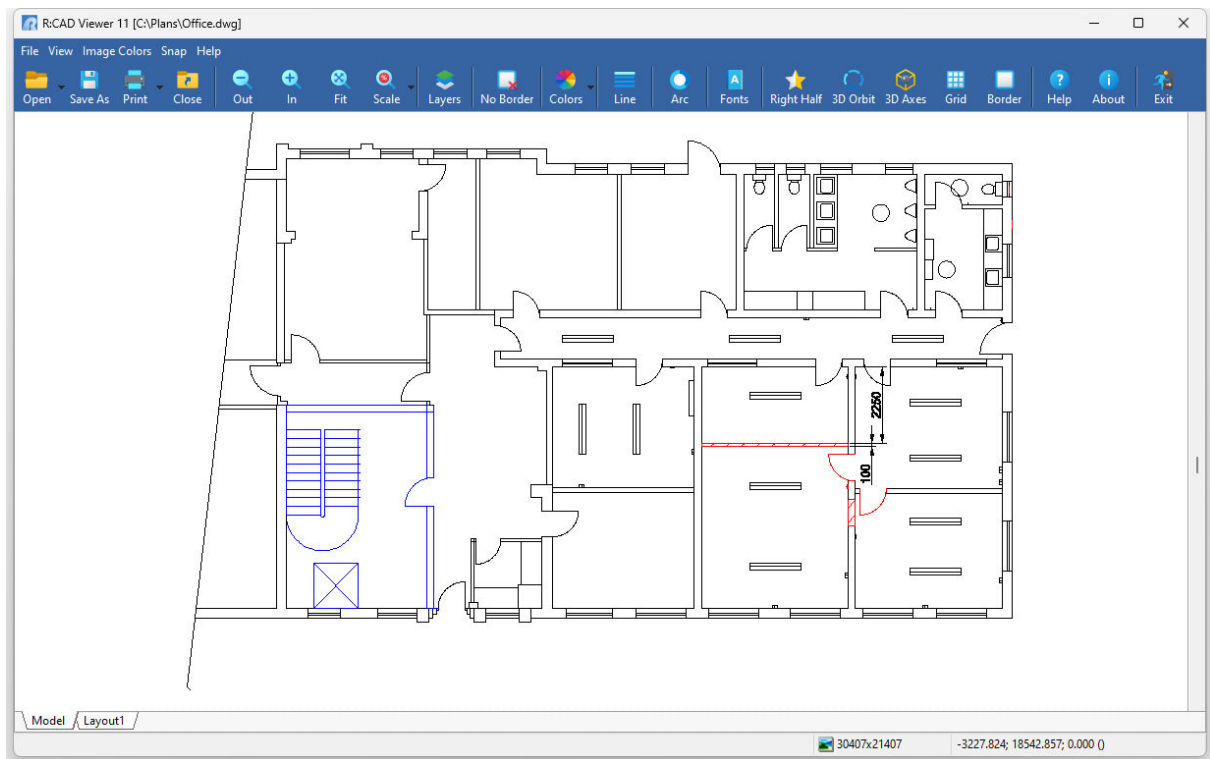 R:CAD Viewer 11 [C:\Plans\Office.dwg]
File View Image Colors Snap Help
Open Save As Print Close Out In Fit Scale Layers No Border Colors Line Arc Fonts Right Half 3D Orbit 3D Axes Grid Border Help About Exit
2250
100
Model Layout1
30407x21407 -3227.824; 18542.857; 0.000 ()